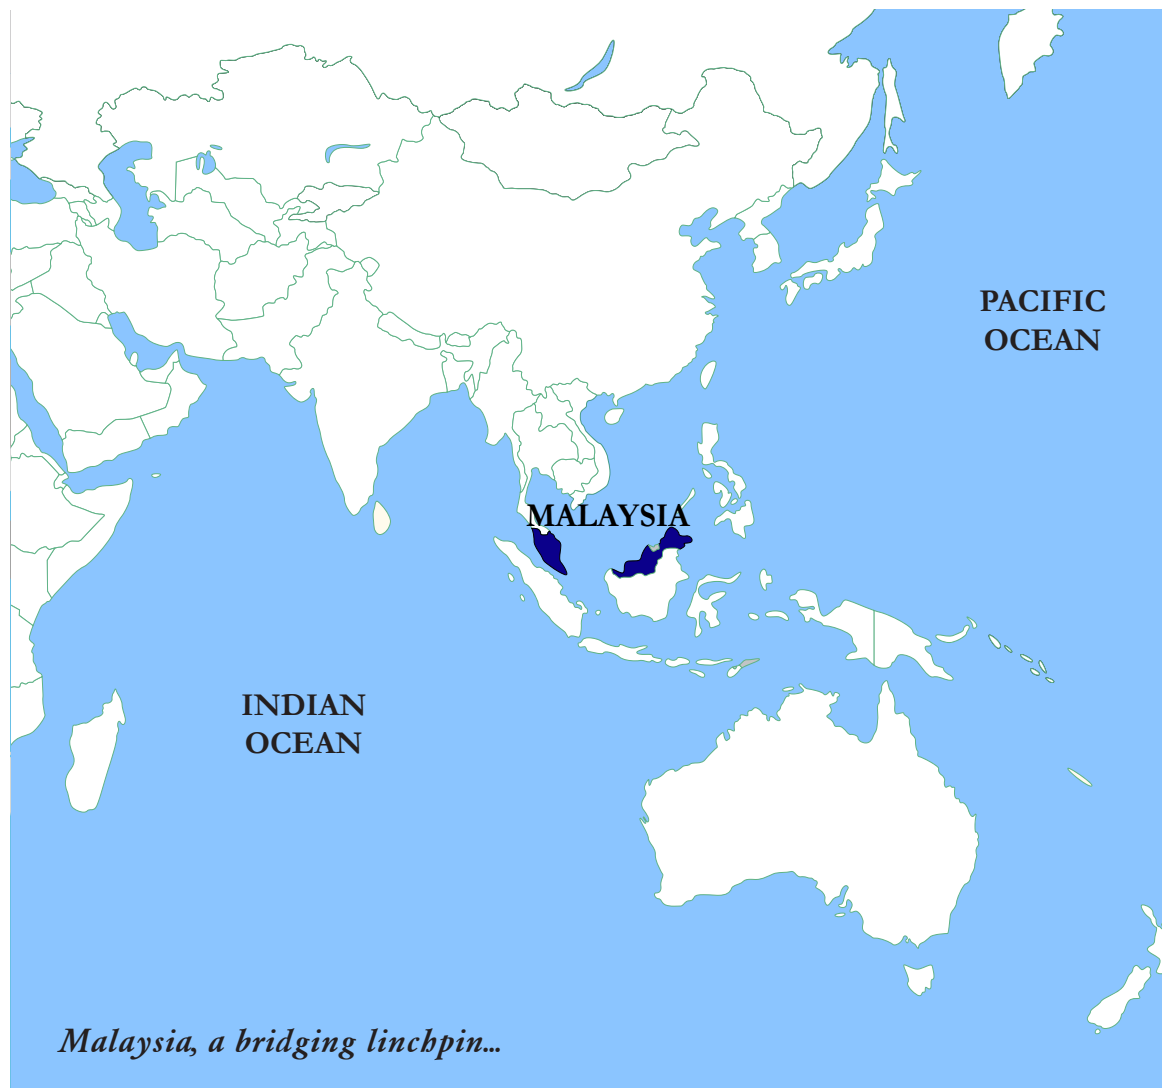 PACIFIC
OCEAN
MALAYSIA
INDIAN
OCEAN
Malaysia, a bridging linchpin...